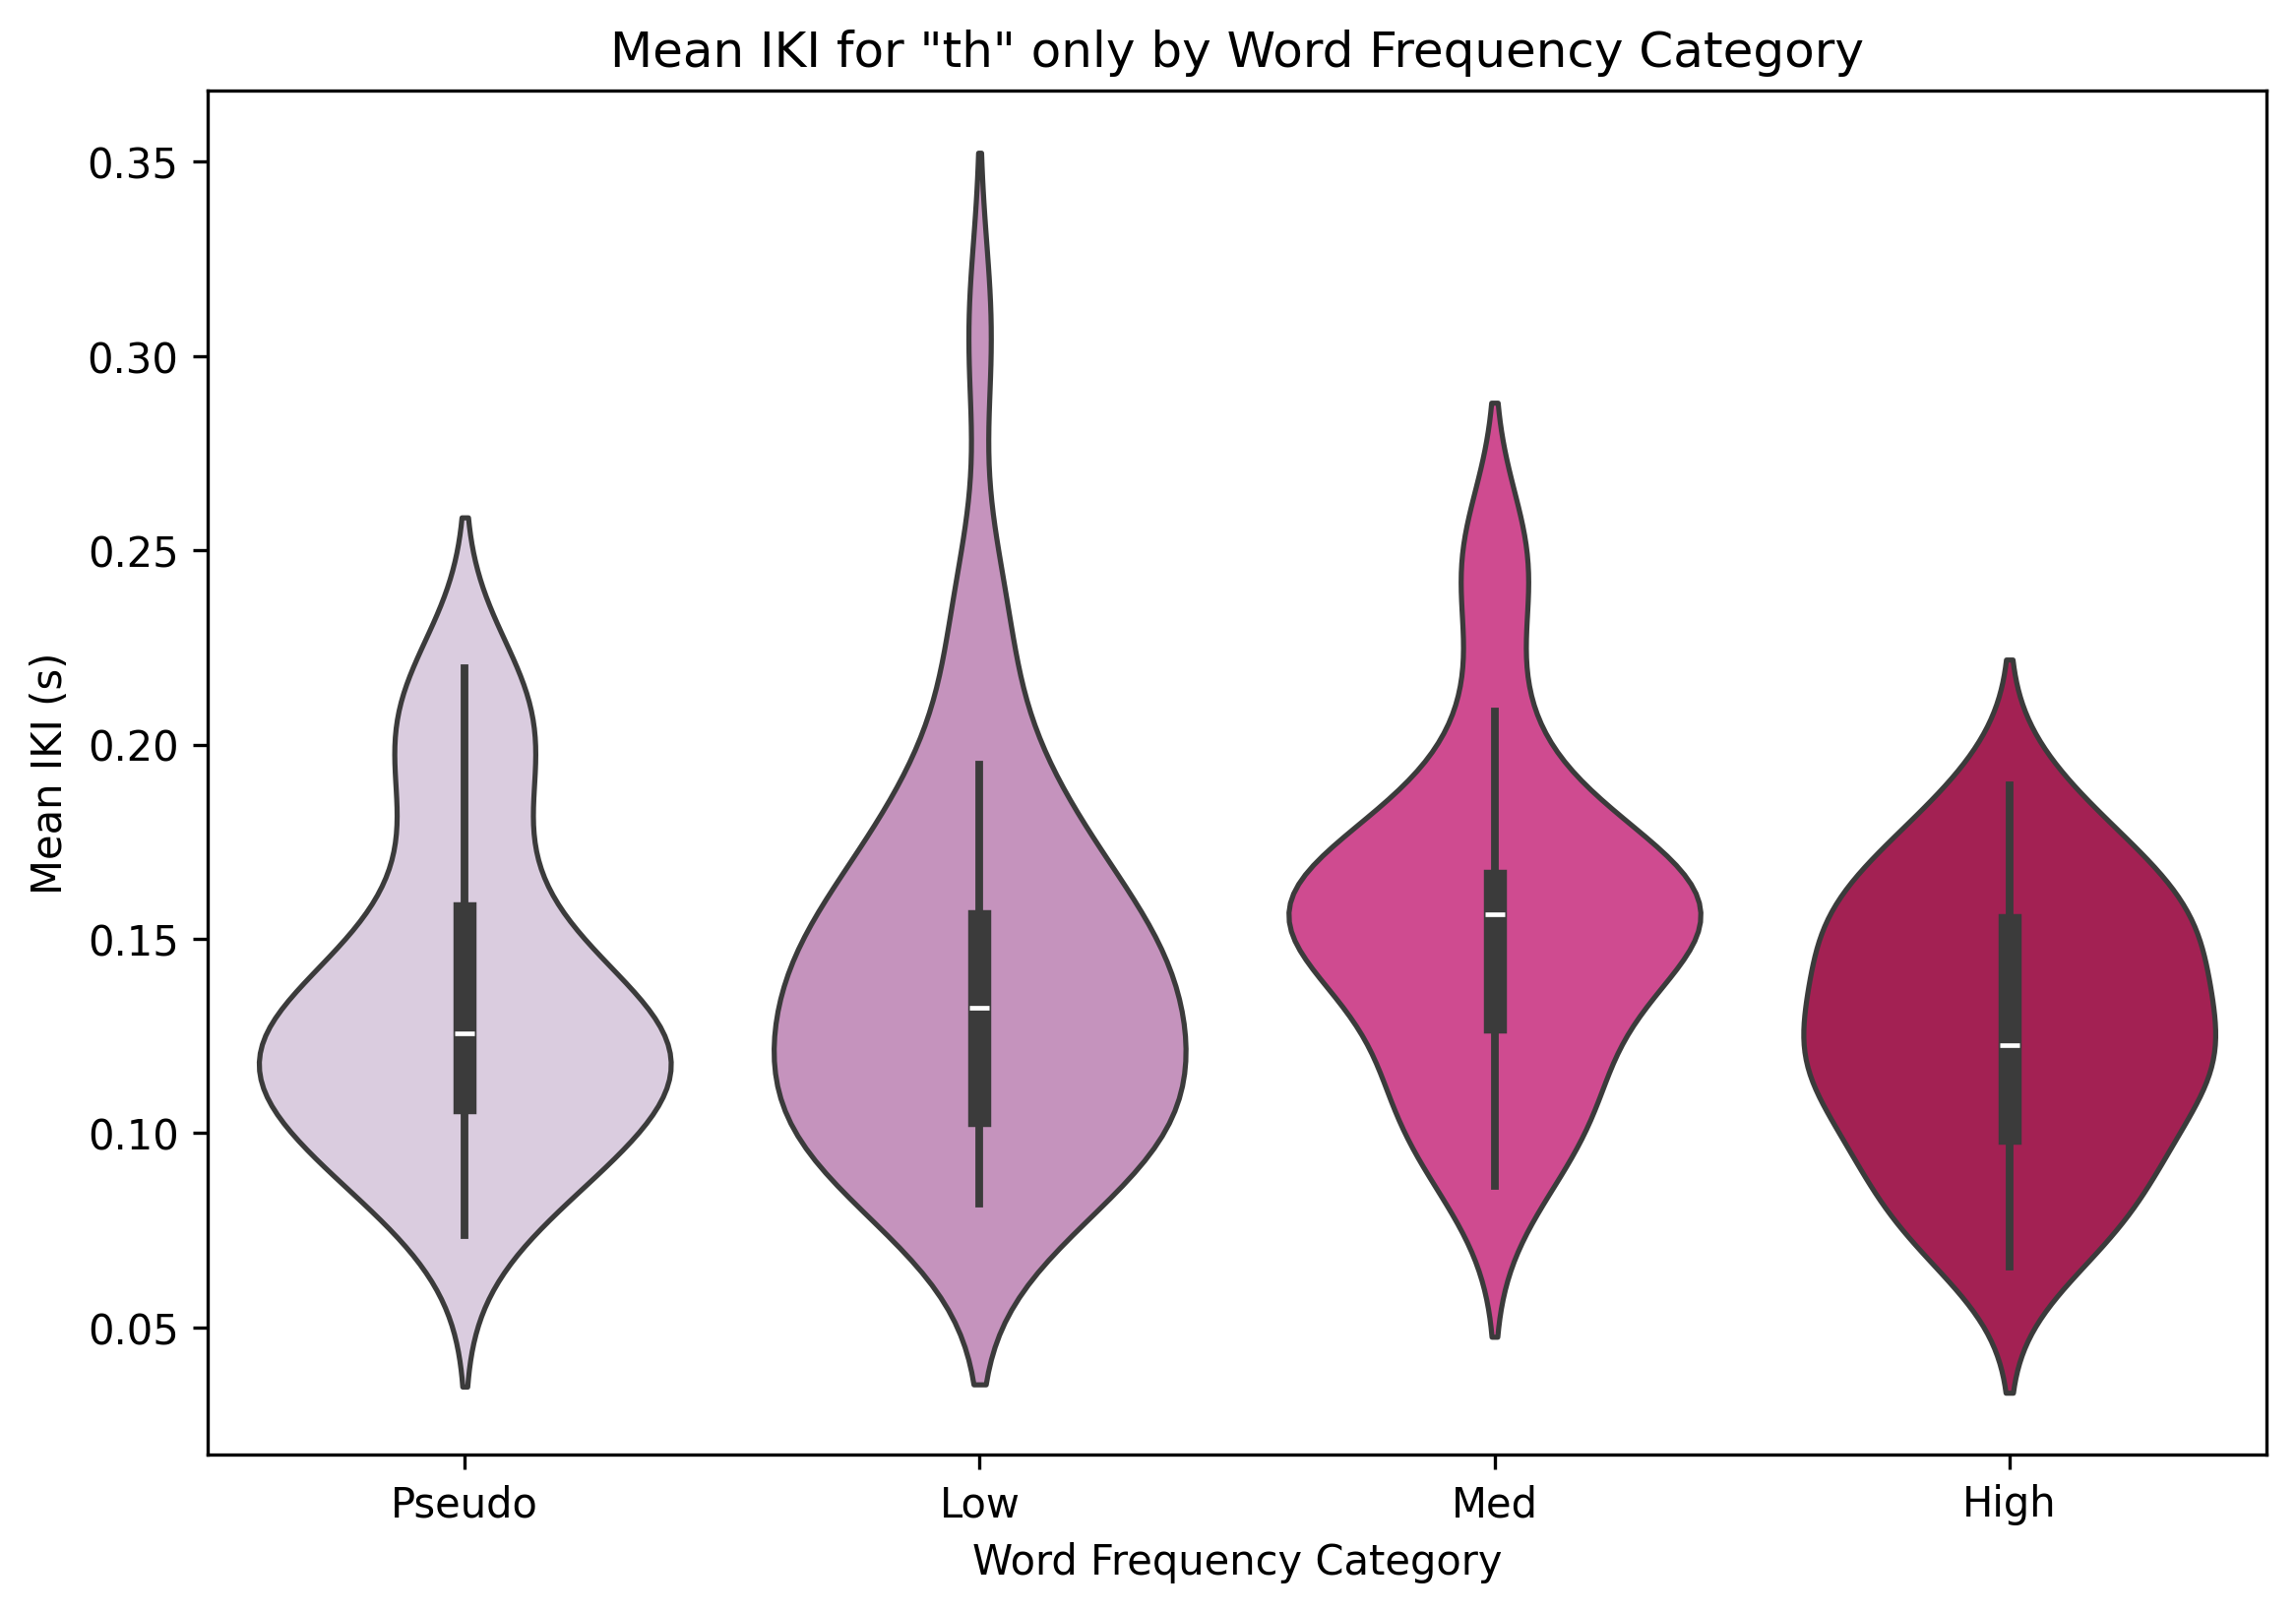 Mean IKI for "th" only by Word Frequency Category
0.35
0.30
0.25
0.20
0.15
0.10
0.05
Mean IKI (s)
Pseudo Low Med High
Word Frequency Category